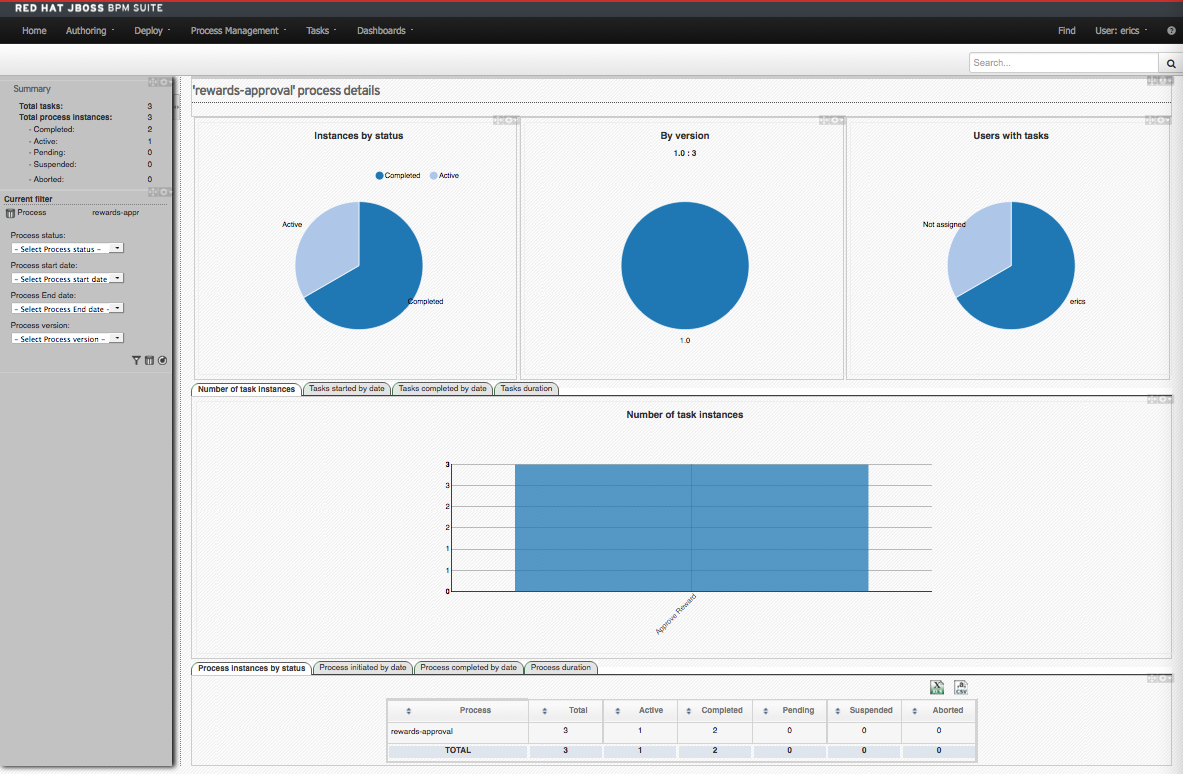 RED HAT JBOSS BPM SUITE
Home Authoring Deploy Process Management Tasks Dashboards Find User: erics ?
Search...
Summary
Total tasks: 3
Total process instances: 3
- Completed: 2
- Active: 1
- Pending: 0
- Suspended: 0
- Aborted: 0
Current filter
Process rewards-appr
Process status:
- Select Process status -
Process start date:
- Select Process start date
Process End date:
- Select Process End date -
Process version:
- Select Process version -
'rewards-approval' process details
Instances by status
Completed Active
Active
Completed
By version
1.0 : 3
1.0
Users with tasks
Not assigned
erics
Number of task instances Tasks started by date Tasks completed by date Tasks duration
Number of task instances
3
3
2
2
1
1
0
Approve Reward
Process instances by status Process initiated by date Process completed by date Process duration
XLS CSV
Process Total Active Completed Pending Suspended Aborted
rewards-approval 3 1 2 0 0 0
TOTAL 3 1 2 0 0 0